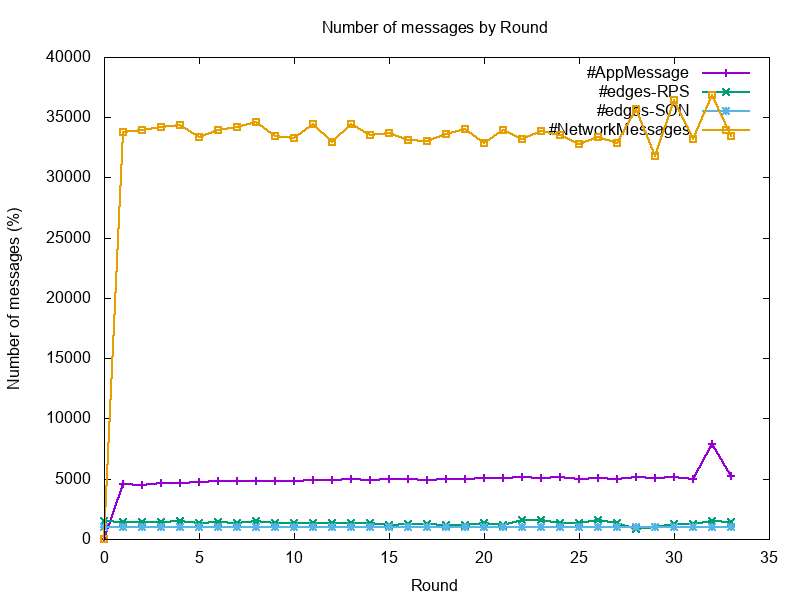 Number of messages by Round
40000
35000
30000
25000
20000
15000
10000
5000
0
Number of messages (%)
#AppMessage
#edges-RPS
#edges-SON
#NetworkMessages
0 5 10 15 20 25 30 35
Round